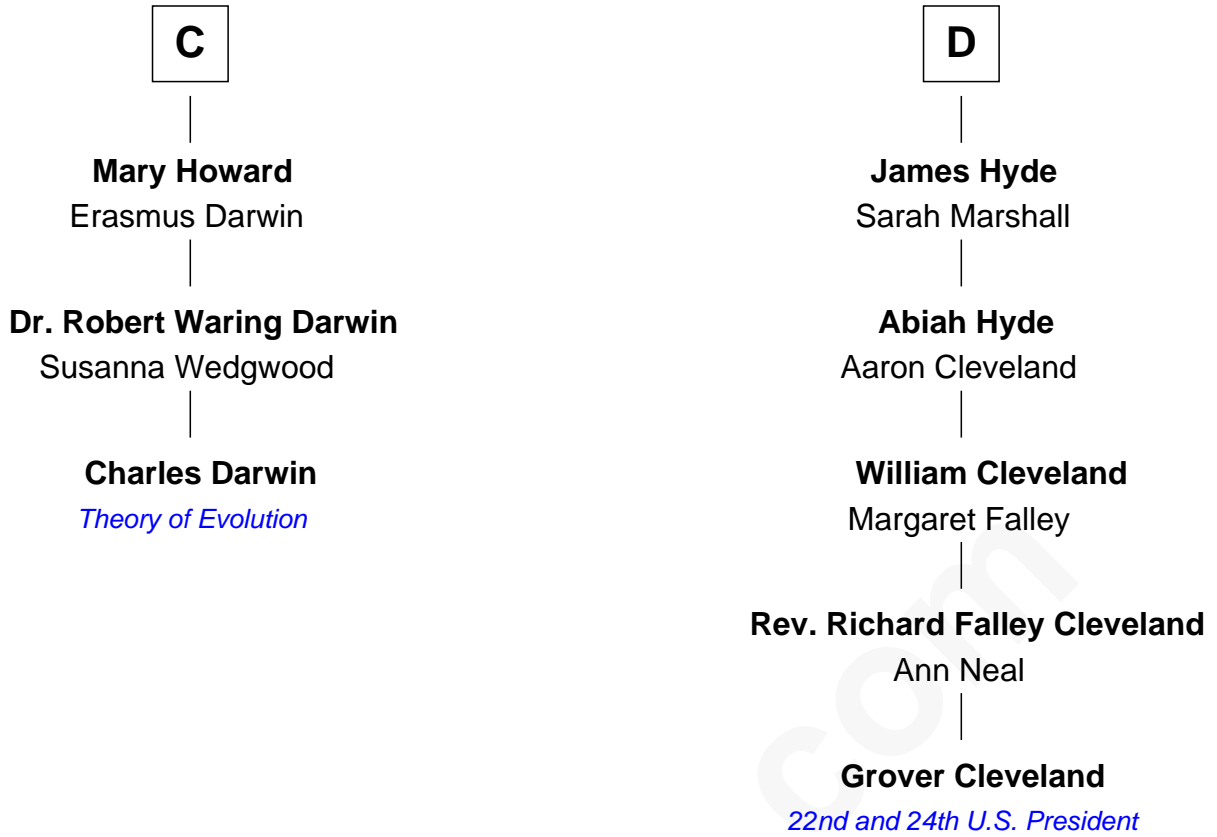 C
Mary Howard
Erasmus Darwin
Dr. Robert Waring Darwin
Susanna Wedgwood
Charles Darwin
Theory of Evolution
D
James Hyde
Sarah Marshall
Abiah Hyde
Aaron Cleveland
William Cleveland
Margaret Falley
Rev. Richard Falley Cleveland
Ann Neal
Grover Cleveland
22nd and 24th U.S. President
com